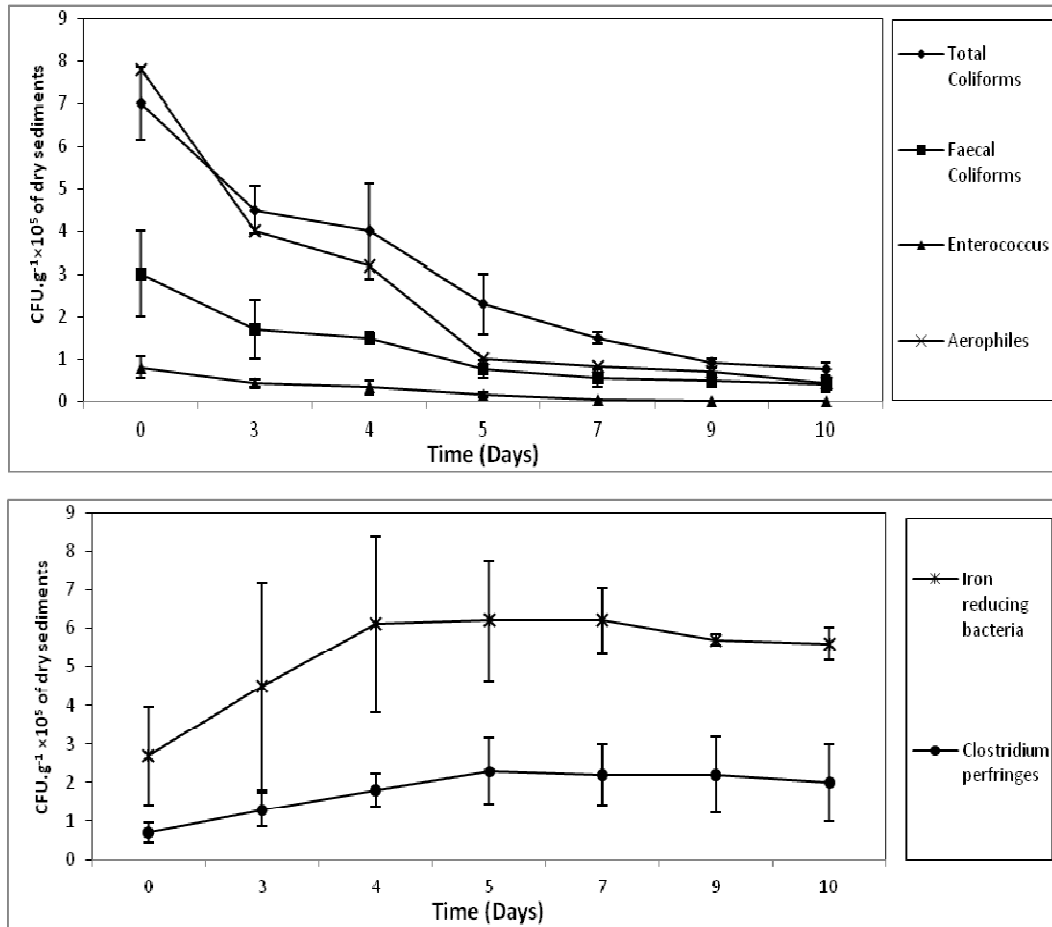 9
8
7
6
5
4
3
2
1
0
CFU.g⁻¹×10⁵ of dry sediments
0 3 4 5 7 9 10
Time (Days)
Total
Coliforms
Faecal
Coliforms
Enterococcus
Aerophiles
9
8
7
6
5
4
3
2
1
0
CFU.g⁻¹ ×10⁵ of dry sediments
0 3 4 5 7 9 10
Time (Days)
Iron
reducing
bacteria
Clostridium
perfringes